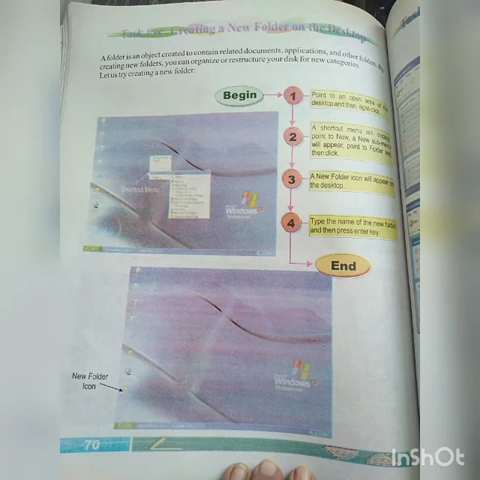 Creating a New Folder on the Desktop
A folder is an object created to contain related documents, applications, and other folders. By
creating new folders, you can organize or restructure your disk for new categories.
Let us try creating a new folder:
Begin
1
Point to an open area of the
desktop and then right click.
2
A shortcut menu will
point to New, a New sub-menu
will appear, point to Folder
then click.
3
A New Folder icon will appear on
the desktop.
4
Type the name of the new folder
and then press enter key.
End
Shortcut Menu
Windows
New Folder
Icon
Windows
70
InShOt